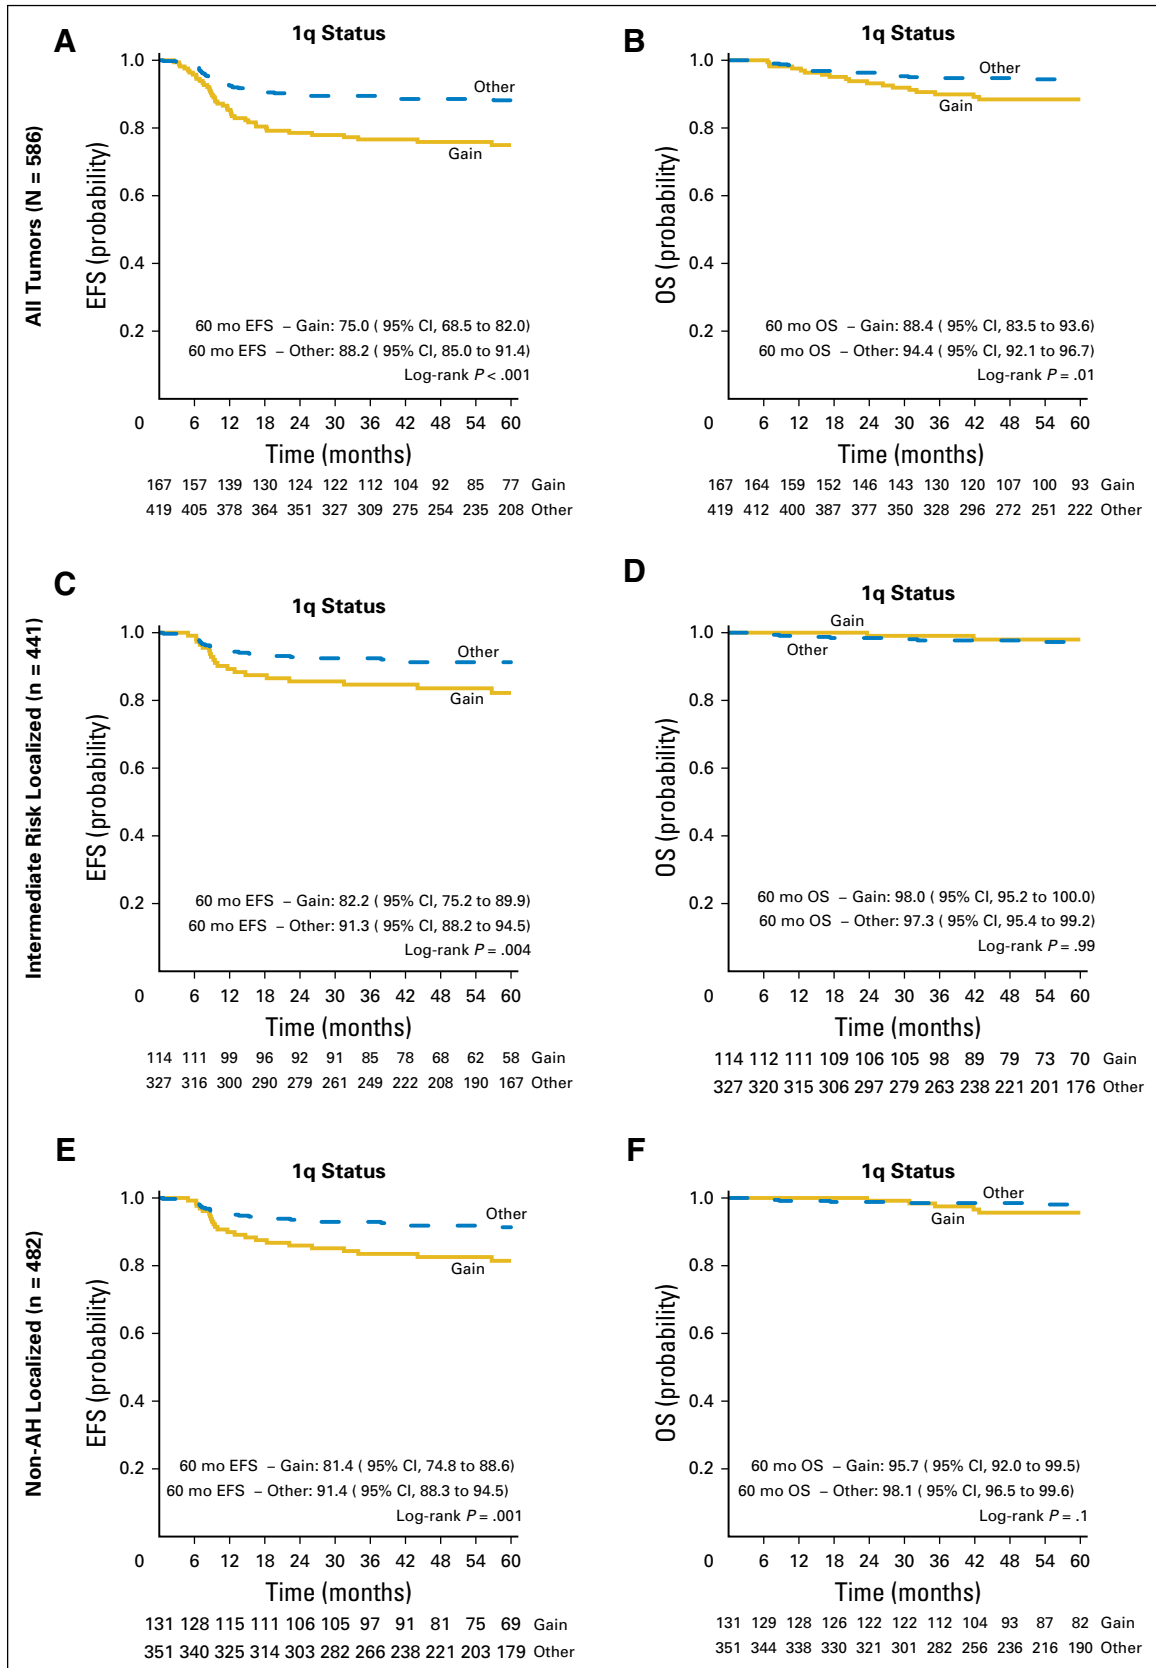 A
1q Status
All Tumors (N = 586)
EFS (probability)
1.0
0.8
0.6
0.4
0.2
Other
Gain
60 mo EFS – Gain: 75.0 ( 95% CI, 68.5 to 82.0)
60 mo EFS – Other: 88.2 ( 95% CI, 85.0 to 91.4)
Log-rank P < .001
0 6 12 18 24 30 36 42 48 54 60
Time (months)
167 157 139 130 124 122 112 104 92 85 77 Gain
419 405 378 364 351 327 309 275 254 235 208 Other
B
1q Status
OS (probability)
1.0
0.8
0.6
0.4
0.2
Other
Gain
60 mo OS – Gain: 88.4 ( 95% CI, 83.5 to 93.6)
60 mo OS – Other: 94.4 ( 95% CI, 92.1 to 96.7)
Log-rank P = .01
0 6 12 18 24 30 36 42 48 54 60
Time (months)
167 164 159 152 146 143 130 120 107 100 93 Gain
419 412 400 387 377 350 328 296 272 251 222 Other
C
1q Status
Intermediate Risk Localized (n = 441)
EFS (probability)
1.0
0.8
0.6
0.4
0.2
Other
Gain
60 mo EFS – Gain: 82.2 ( 95% CI, 75.2 to 89.9)
60 mo EFS – Other: 91.3 ( 95% CI, 88.2 to 94.5)
Log-rank P = .004
0 6 12 18 24 30 36 42 48 54 60
Time (months)
114 111 99 96 92 91 85 78 68 62 58 Gain
327 316 300 290 279 261 249 222 208 190 167 Other
D
1q Status
OS (probability)
1.0
0.8
0.6
0.4
0.2
Gain
Other
60 mo OS – Gain: 98.0 ( 95% CI, 95.2 to 100.0)
60 mo OS – Other: 97.3 ( 95% CI, 95.4 to 99.2)
Log-rank P = .99
0 6 12 18 24 30 36 42 48 54 60
Time (months)
114 112 111 109 106 105 98 89 79 73 70 Gain
327 320 315 306 297 279 263 238 221 201 176 Other
E
1q Status
Non-AH Localized (n = 482)
EFS (probability)
1.0
0.8
0.6
0.4
0.2
Other
Gain
60 mo EFS – Gain: 81.4 ( 95% CI, 74.8 to 88.6)
60 mo EFS – Other: 91.4 ( 95% CI, 88.3 to 94.5)
Log-rank P = .001
0 6 12 18 24 30 36 42 48 54 60
Time (months)
131 128 115 111 106 105 97 91 81 75 69 Gain
351 340 325 314 303 282 266 238 221 203 179 Other
F
1q Status
OS (probability)
1.0
0.8
0.6
0.4
0.2
Other
Gain
60 mo OS – Gain: 95.7 ( 95% CI, 92.0 to 99.5)
60 mo OS – Other: 98.1 ( 95% CI, 96.5 to 99.6)
Log-rank P = .1
0 6 12 18 24 30 36 42 48 54 60
Time (months)
131 129 128 126 122 122 112 104 93 87 82 Gain
351 344 338 330 321 301 282 256 236 216 190 Other